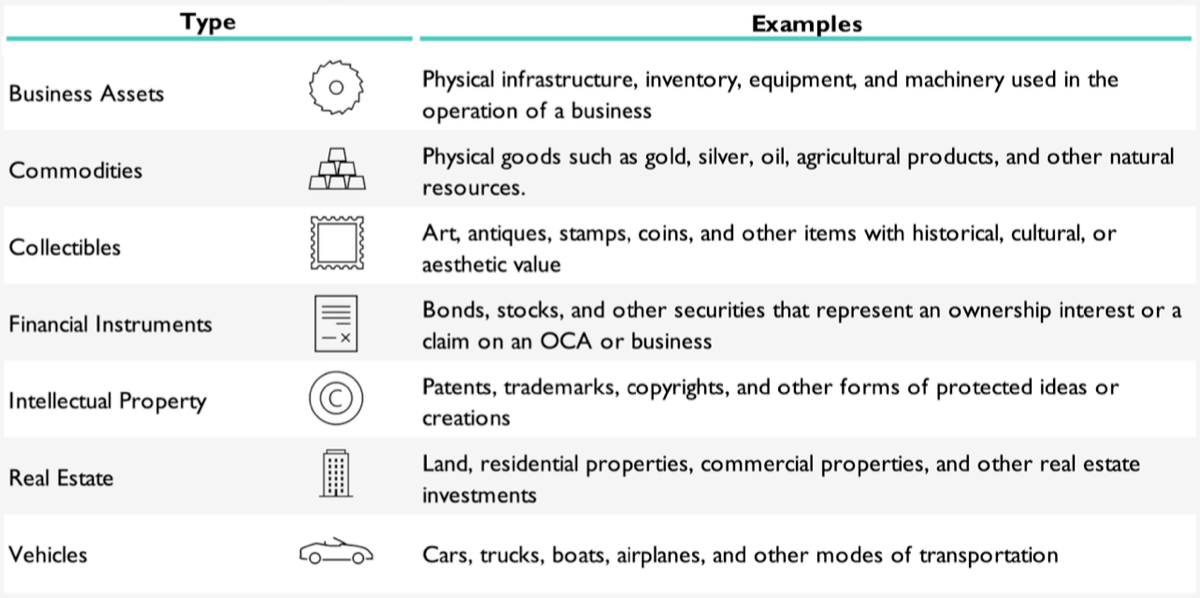 Type Examples
Business Assets
Physical infrastructure, inventory, equipment, and machinery used in the
operation of a business
Commodities
Physical goods such as gold, silver, oil, agricultural products, and other natural
resources.
Collectibles
Art, antiques, stamps, coins, and other items with historical, cultural, or
aesthetic value
Financial Instruments
Bonds, stocks, and other securities that represent an ownership interest or a
claim on an OCA or business
Intellectual Property
C
Patents, trademarks, copyrights, and other forms of protected ideas or
creations
Real Estate
Land, residential properties, commercial properties, and other real estate
investments
Vehicles
Cars, trucks, boats, airplanes, and other modes of transportation